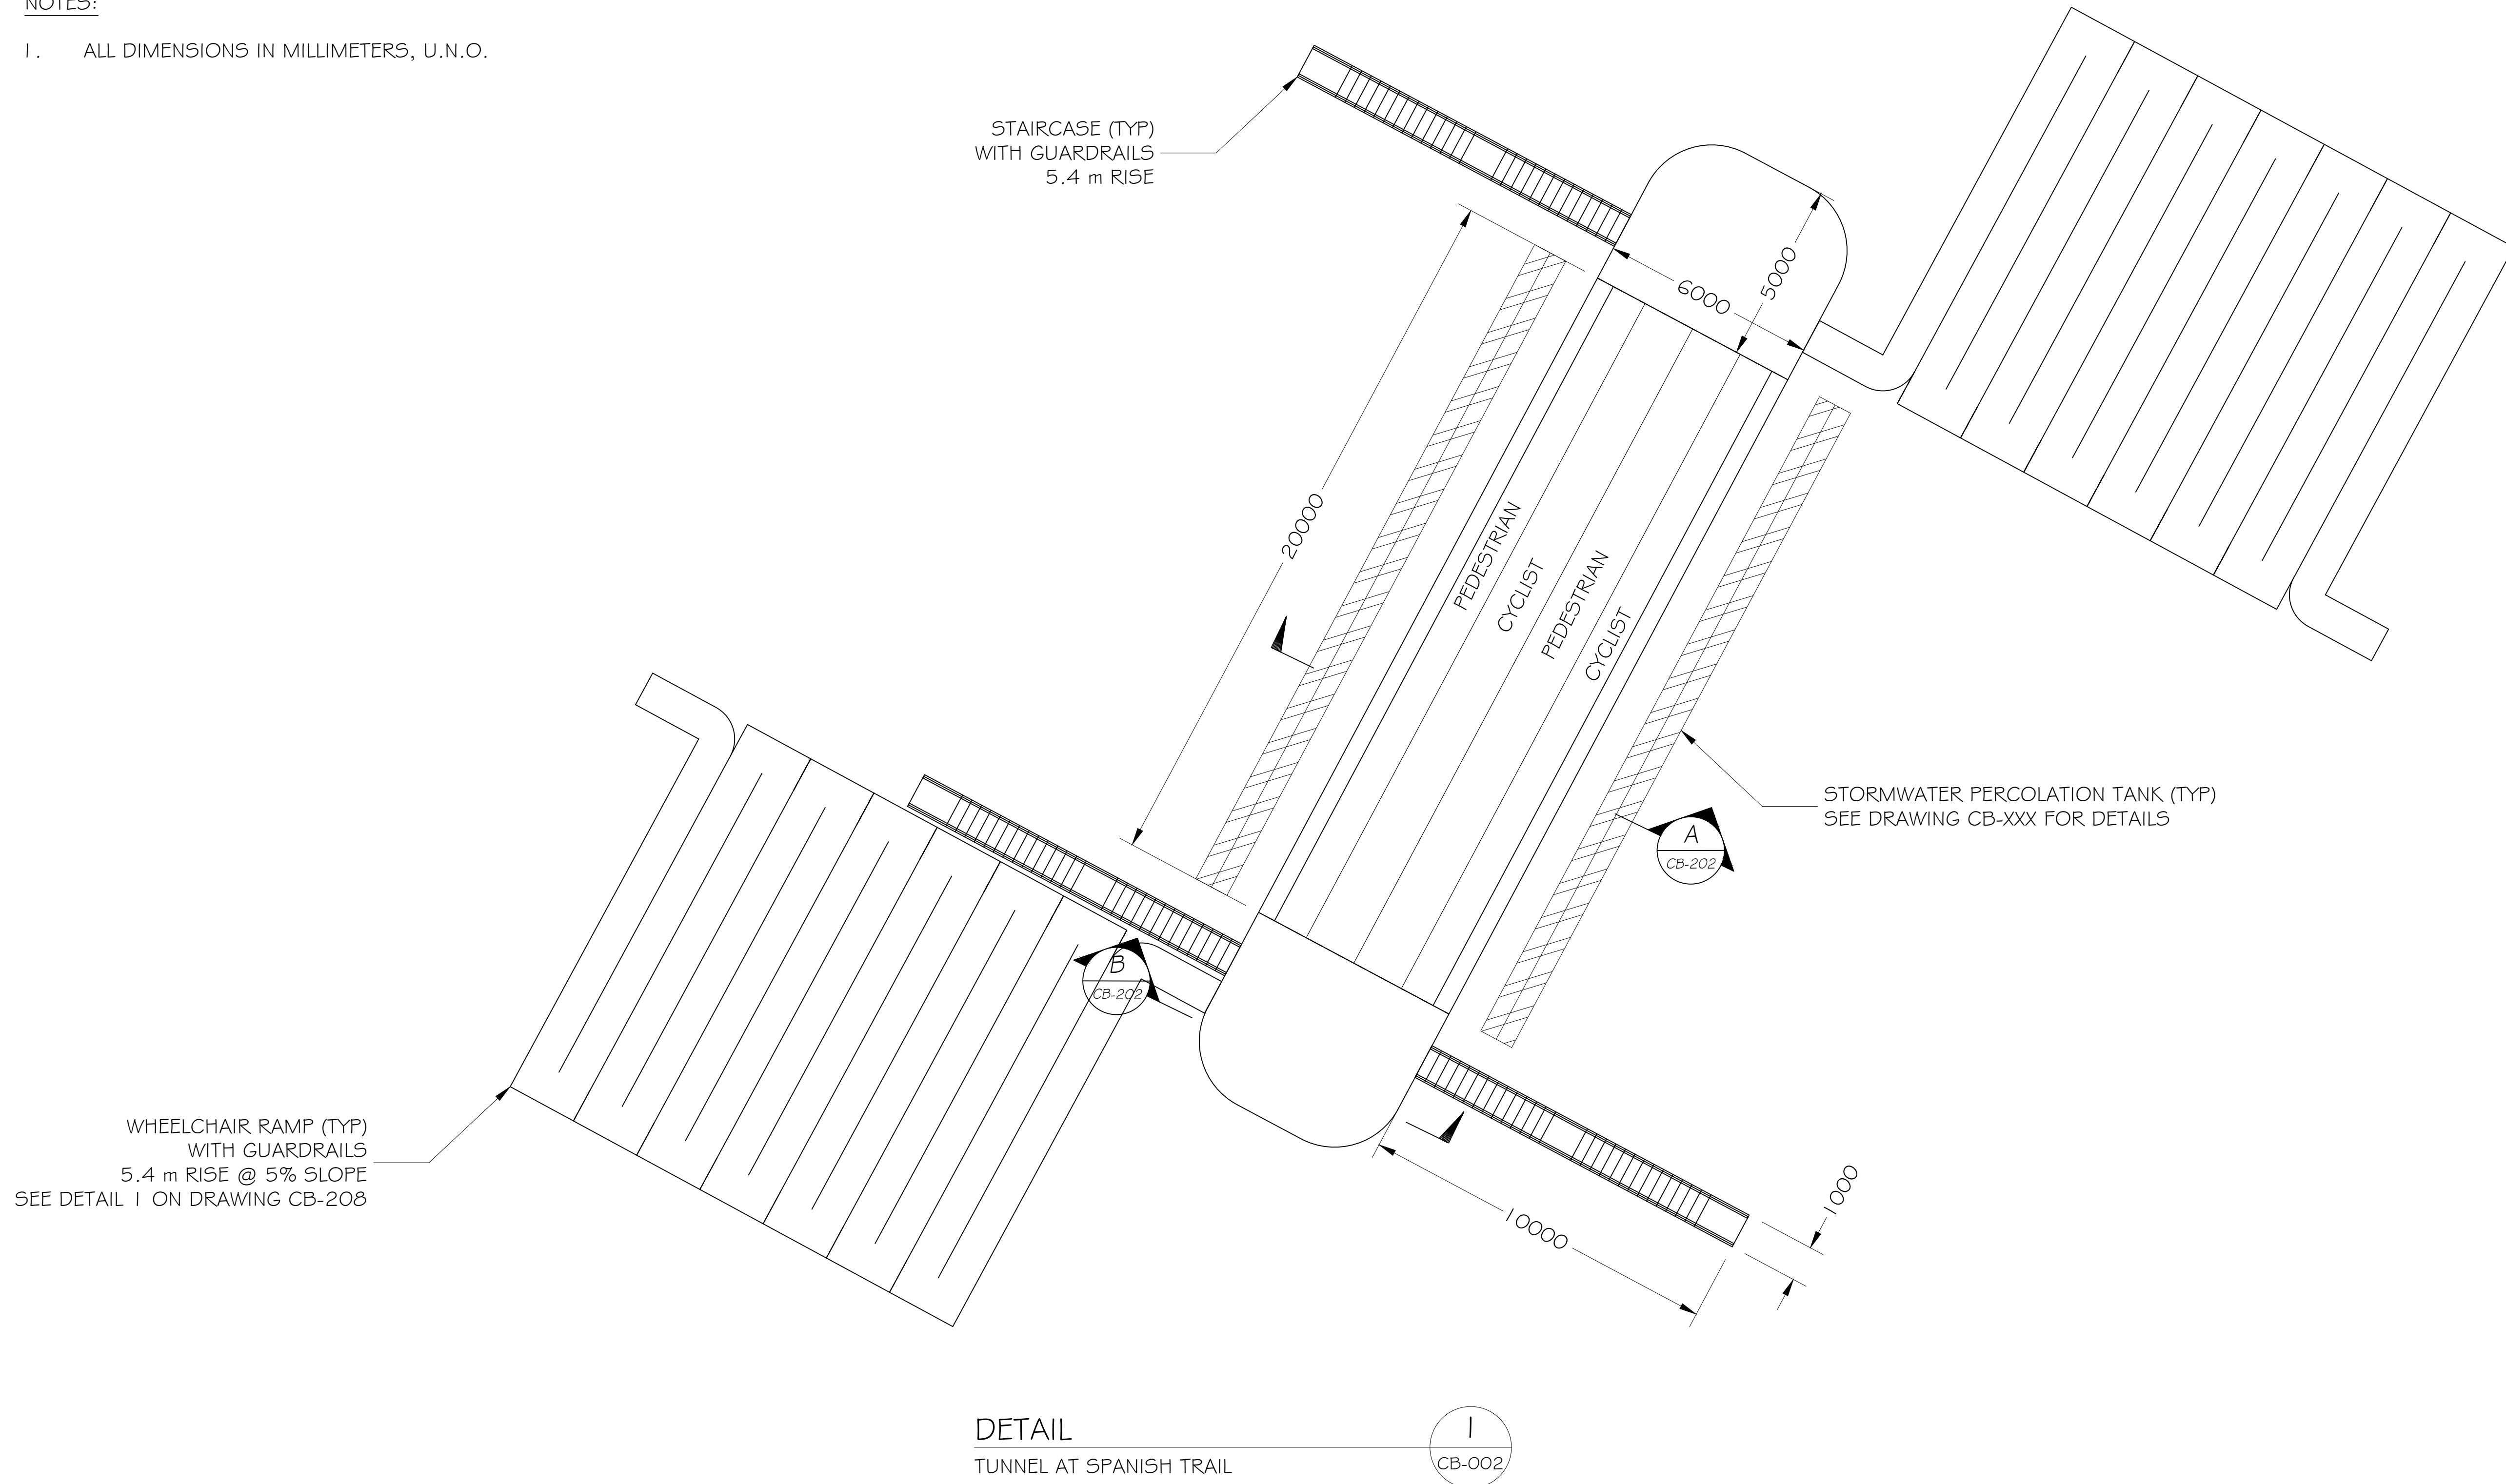 NOTES:
1. ALL DIMENSIONS IN MILLIMETERS, U.N.O.
STAIRCASE (TYP)
WITH GUARDRAILS
5.4 m RISE
6000
5000
20000
PEDESTRIAN
CYCLIST
PEDESTRIAN
CYCLIST
STORMWATER PERCOLATION TANK (TYP)
SEE DRAWING CB-XXX FOR DETAILS
A
CB-202
B
CB-202
WHEELCHAIR RAMP (TYP)
WITH GUARDRAILS
5.4 m RISE @ 5% SLOPE
SEE DETAIL 1 ON DRAWING CB-208
10000
1000
DETAIL
TUNNEL AT SPANISH TRAIL
1
CB-002